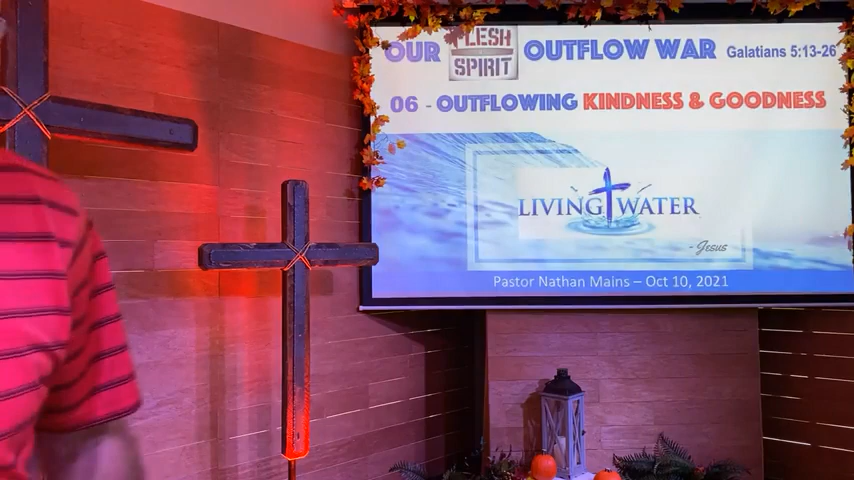 OUR FLESH SPIRIT OUTFLOW WAR Galatians 5:13-26
06 - OUTFLOWING KINDNESS & GOODNESS
LIVING WATER
- Jesus
Pastor Nathan Mains – Oct 10, 2021